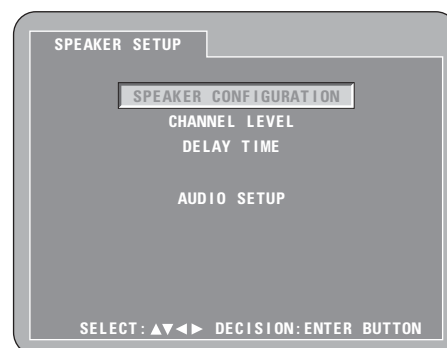 SPEAKER SETUP
SPEAKER CONFIGURATION
CHANNEL LEVEL
DELAY TIME
AUDIO SETUP
SELECT:▲▼◄► DECISION:ENTER BUTTON